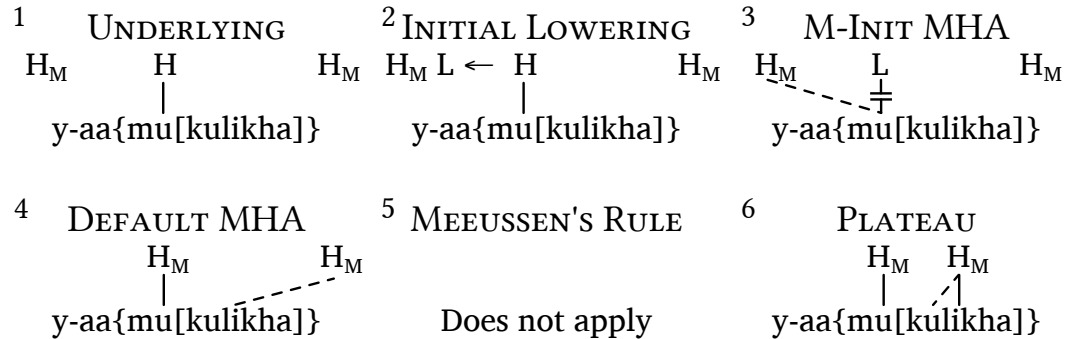 1 UNDERLYING
H_M H H_M
y-aa{mu[kulikha]}
2 INITIAL LOWERING
H_M L ← H H_M
y-aa{mu[kulikha]}
3 M-INIT MHA
H_M L H_M
y-aa{mu[kulikha]}
4 DEFAULT MHA
H_M H_M
y-aa{mu[kulikha]}
5 MEEUSSEN'S RULE
Does not apply
6 PLATEAU
H_M H_M
y-aa{mu[kulikha]}